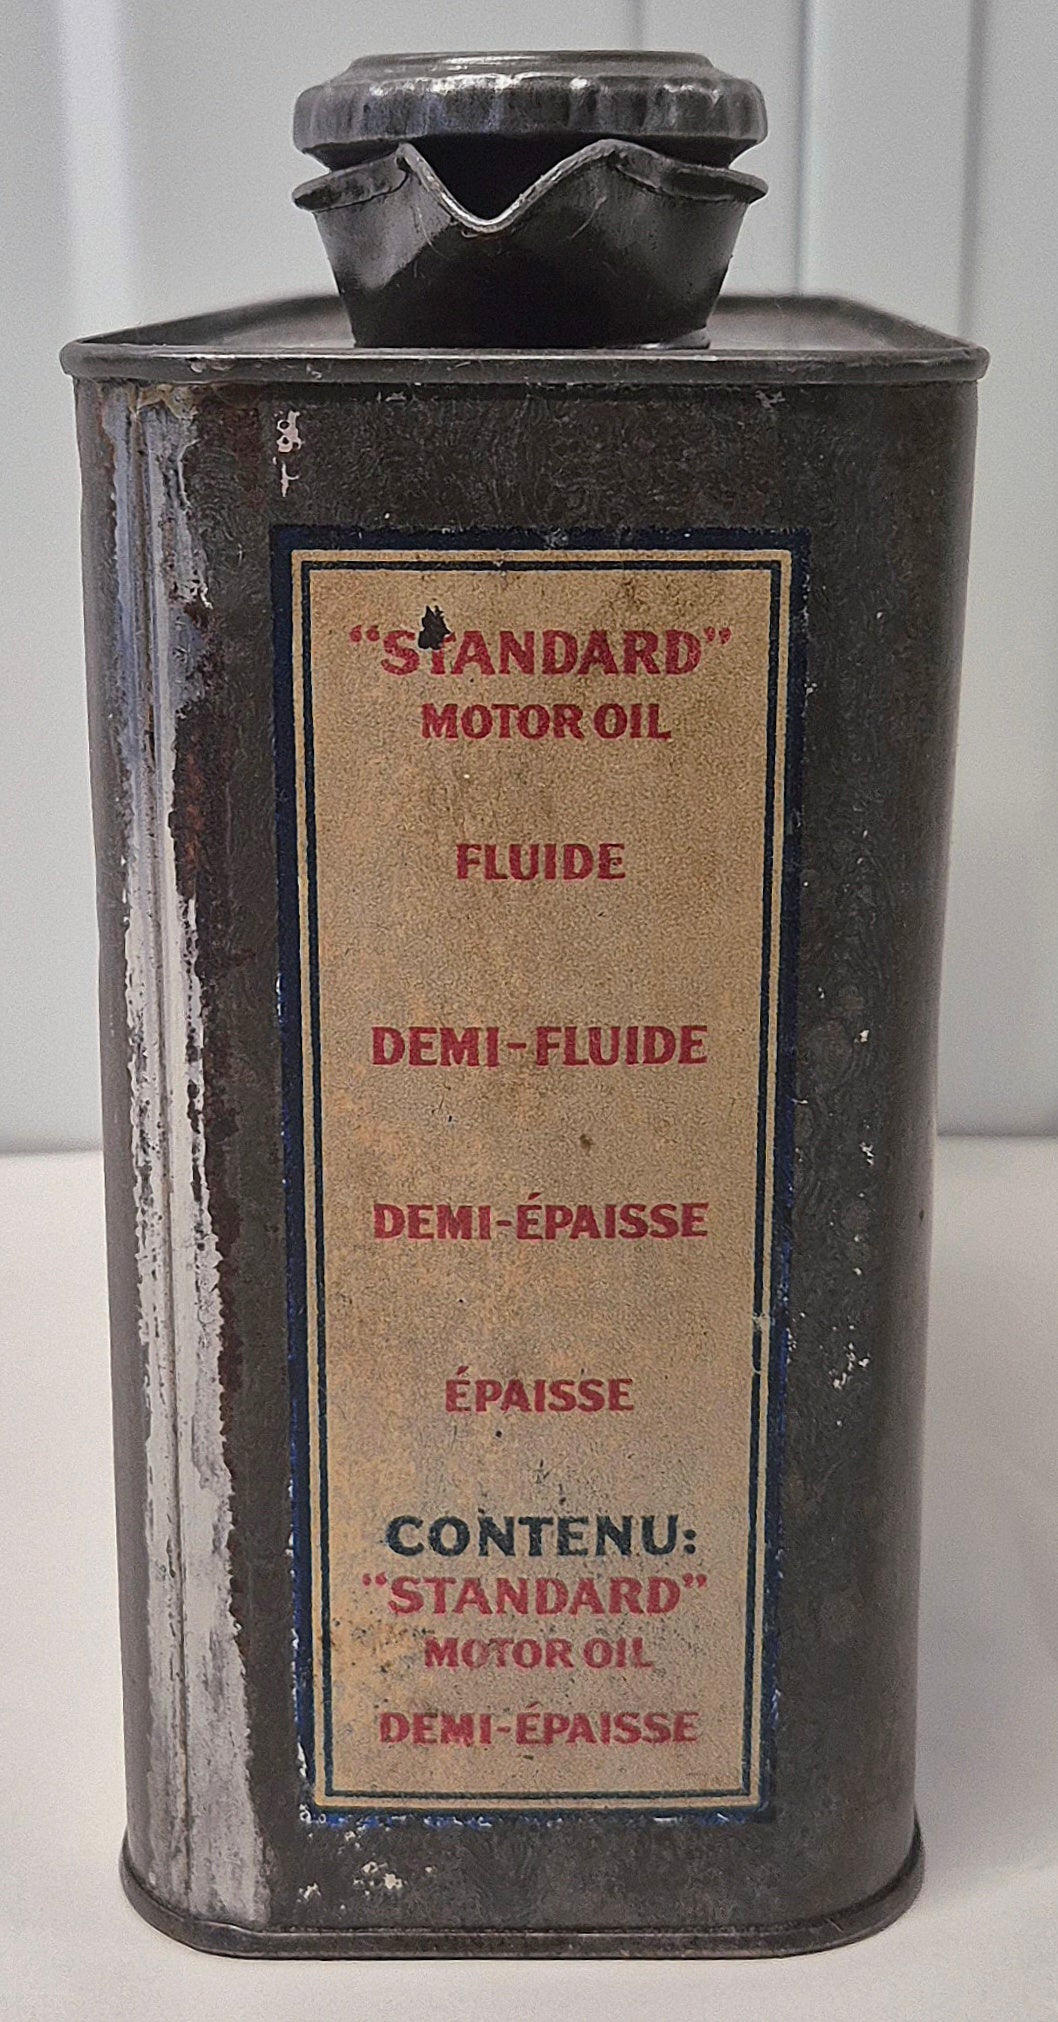 "STANDARD"
MOTOR OIL
FLUIDE
DEMI-FLUIDE
DEMI-ÉPAISSE
ÉPAISSE
CONTENU:
"STANDARD"
MOTOR OIL
DEMI-ÉPAISSE